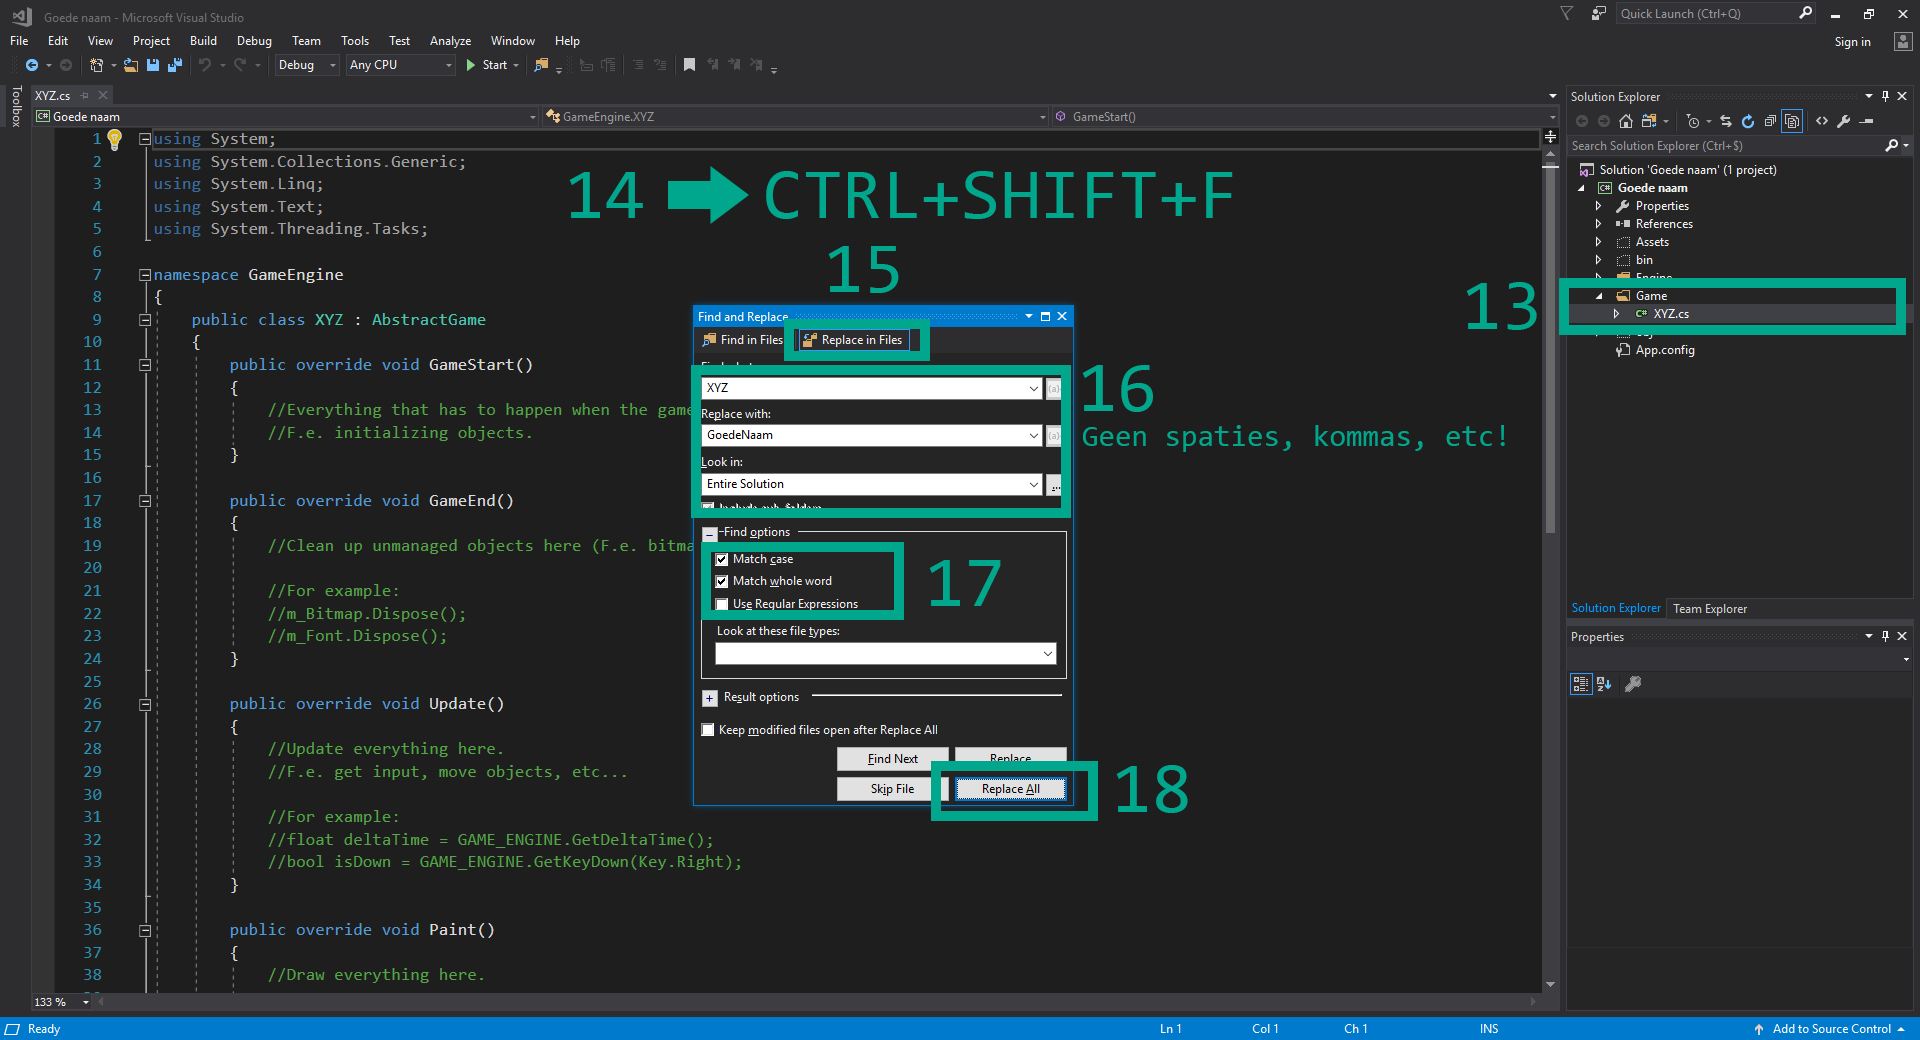 Goede naam - Microsoft Visual Studio
Quick Launch (Ctrl+Q)
File Edit View Project Build Debug Team Tools Test Analyze Window Help
Sign in
Debug Any CPU Start
Toolbox
XYZ.cs
Goede naam GameEngine.XYZ GameStart()
1 using System;
2 using System.Collections.Generic;
3 using System.Linq;
4 using System.Text;
5 using System.Threading.Tasks;
6
7 namespace GameEngine
8 {
9 public class XYZ : AbstractGame
10 {
11 public override void GameStart()
12 {
13 //Everything that has to happen when the game
14 //F.e. initializing objects.
15 }
16
17 public override void GameEnd()
18 {
19 //Clean up unmanaged objects here (F.e. bitma
20
21 //For example:
22 //m_Bitmap.Dispose();
23 //m_Font.Dispose();
24 }
25
26 public override void Update()
27 {
28 //Update everything here.
29 //F.e. get input, move objects, etc...
30
31 //For example:
32 //float deltaTime = GAME_ENGINE.GetDeltaTime();
33 //bool isDown = GAME_ENGINE.GetKeyDown(Key.Right);
34 }
35
36 public override void Paint()
37 {
38 //Draw everything here.
133 %
14 CTRL+SHIFT+F
15
Find and Replace
Find in Files Replace in Files
XYZ
Replace with:
GoedeNaam
Look in:
Entire Solution
...
16
Geen spaties, kommas, etc!
Find options
Match case
Match whole word
Use Regular Expressions
17
Look at these file types:
Result options
Keep modified files open after Replace All
Find Next Replace
Skip File Replace All
18
Solution Explorer
Search Solution Explorer (Ctrl+$)
Solution 'Goede naam' (1 project)
Goede naam
Properties
References
Assets
bin
Engine
13
Game
XYZ.cs
App.config
Solution Explorer Team Explorer
Properties
Ready Ln 1 Col 1 Ch 1 INS Add to Source Control